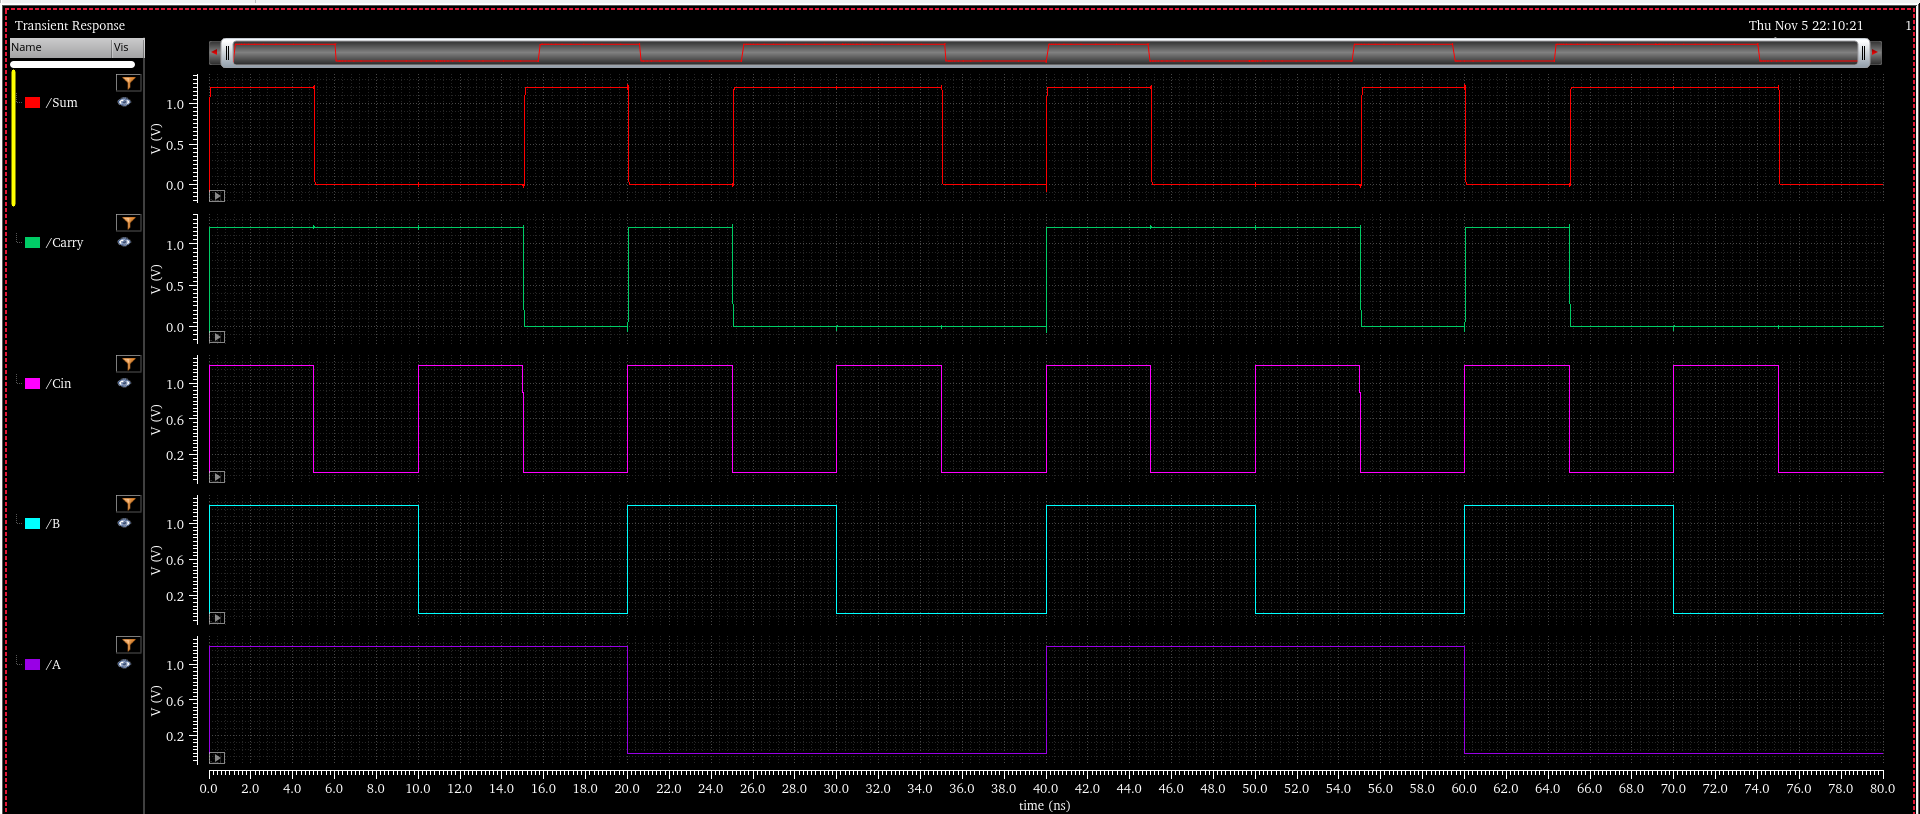 Transient Response
Thu Nov 5 22:10:21 1
Name Vis
/Sum
V (V)
1.0
0.5
0.0
/Carry
V (V)
1.0
0.5
0.0
/Cin
V (V)
1.0
0.6
0.2
/B
V (V)
1.0
0.6
0.2
/A
V (V)
1.0
0.6
0.2
0.0 2.0 4.0 6.0 8.0 10.0 12.0 14.0 16.0 18.0 20.0 22.0 24.0 26.0 28.0 30.0 32.0 34.0 36.0 38.0 40.0 42.0 44.0 46.0 48.0 50.0 52.0 54.0 56.0 58.0 60.0 62.0 64.0 66.0 68.0 70.0 72.0 74.0 76.0 78.0 80.0
time (ns)